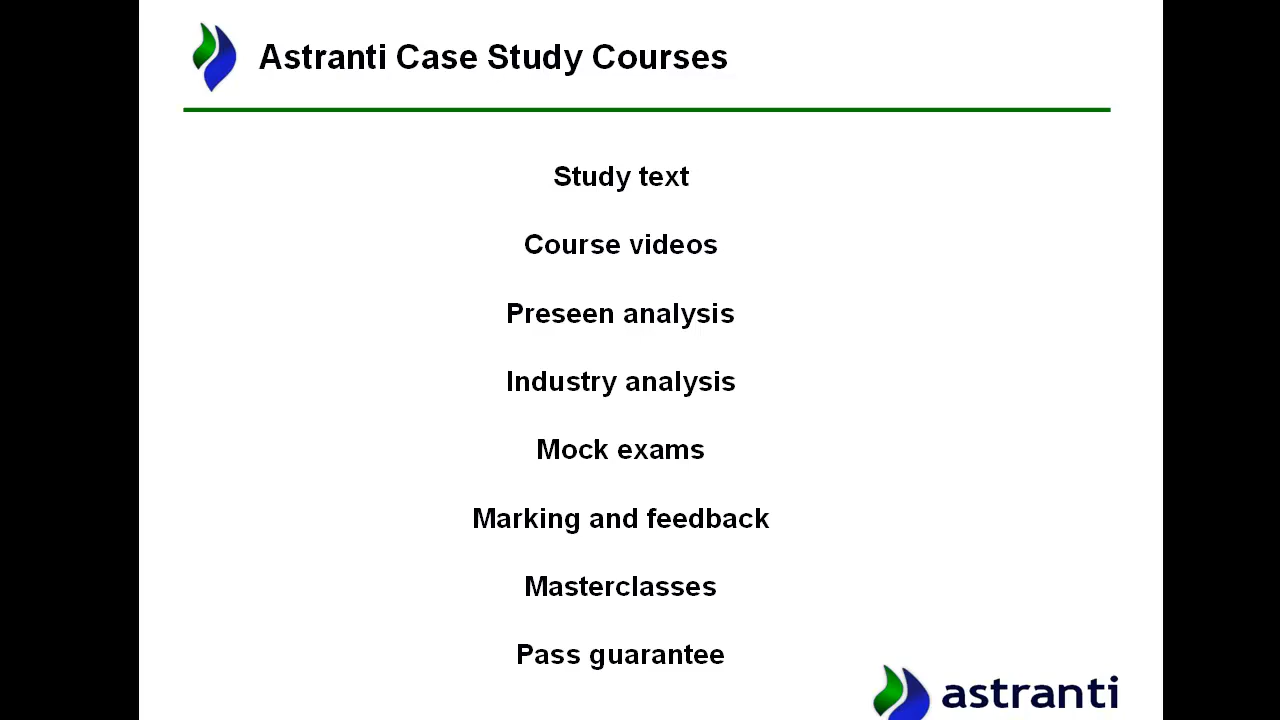 Astranti Case Study Courses
Study text
Course videos
Preseen analysis
Industry analysis
Mock exams
Marking and feedback
Masterclasses
Pass guarantee
astranti